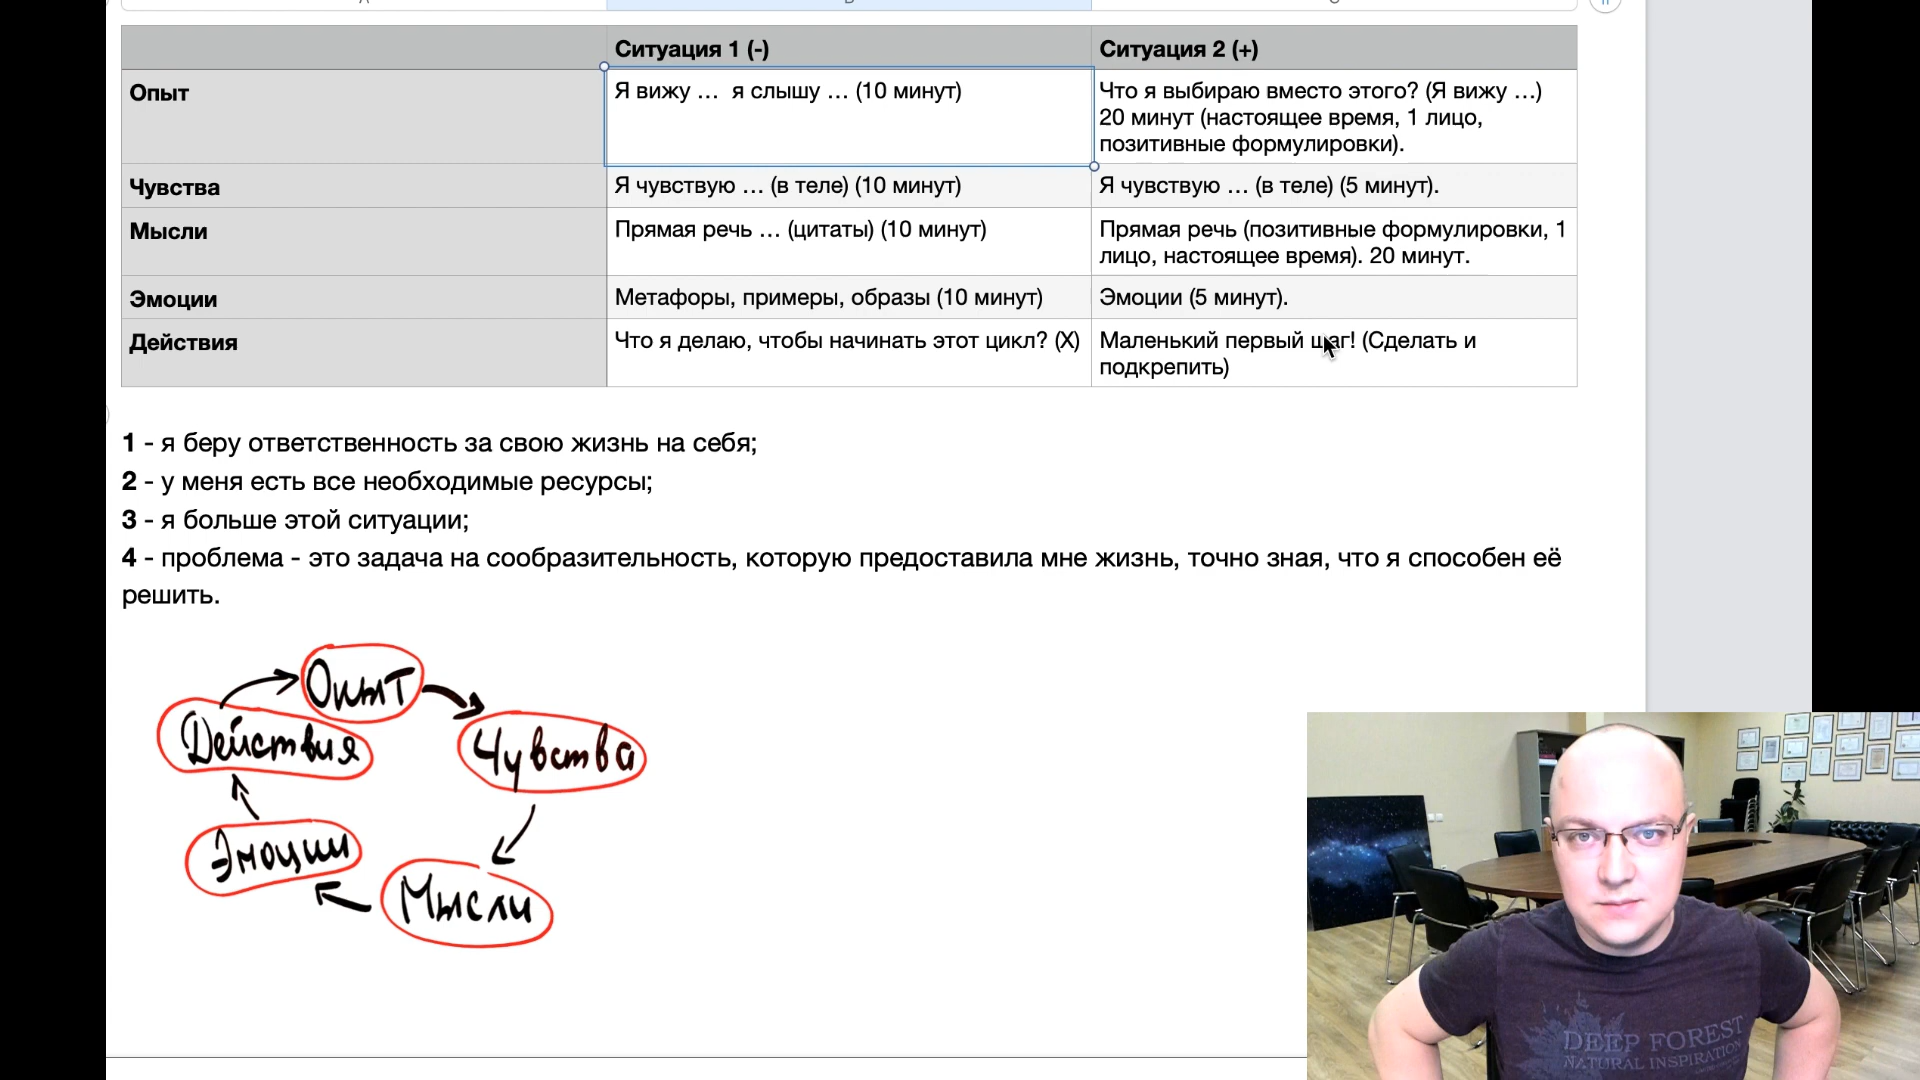 Ситуация 1 (-)
Ситуация 2 (+)
Опыт
Я вижу … я слышу … (10 минут)
Что я выбираю вместо этого? (Я вижу …)
20 минут (настоящее время, 1 лицо,
позитивные формулировки).
Чувства
Я чувствую … (в теле) (10 минут)
Я чувствую … (в теле) (5 минут).
Мысли
Прямая речь … (цитаты) (10 минут)
Прямая речь (позитивные формулировки, 1
лицо, настоящее время). 20 минут.
Эмоции
Метафоры, примеры, образы (10 минут)
Эмоции (5 минут).
Действия
Что я делаю, чтобы начинать этот цикл? (X)
Маленький первый шаг! (Сделать и
подкрепить)
1 - я беру ответственность за свою жизнь на себя;
2 - у меня есть все необходимые ресурсы;
3 - я больше этой ситуации;
4 - проблема - это задача на сообразительность, которую предоставила мне жизнь, точно зная, что я способен её
решить.
Опыт
Действия
Чувства
Эмоции
Мысли
DEEP FOREST
NATURAL INSPIRATION